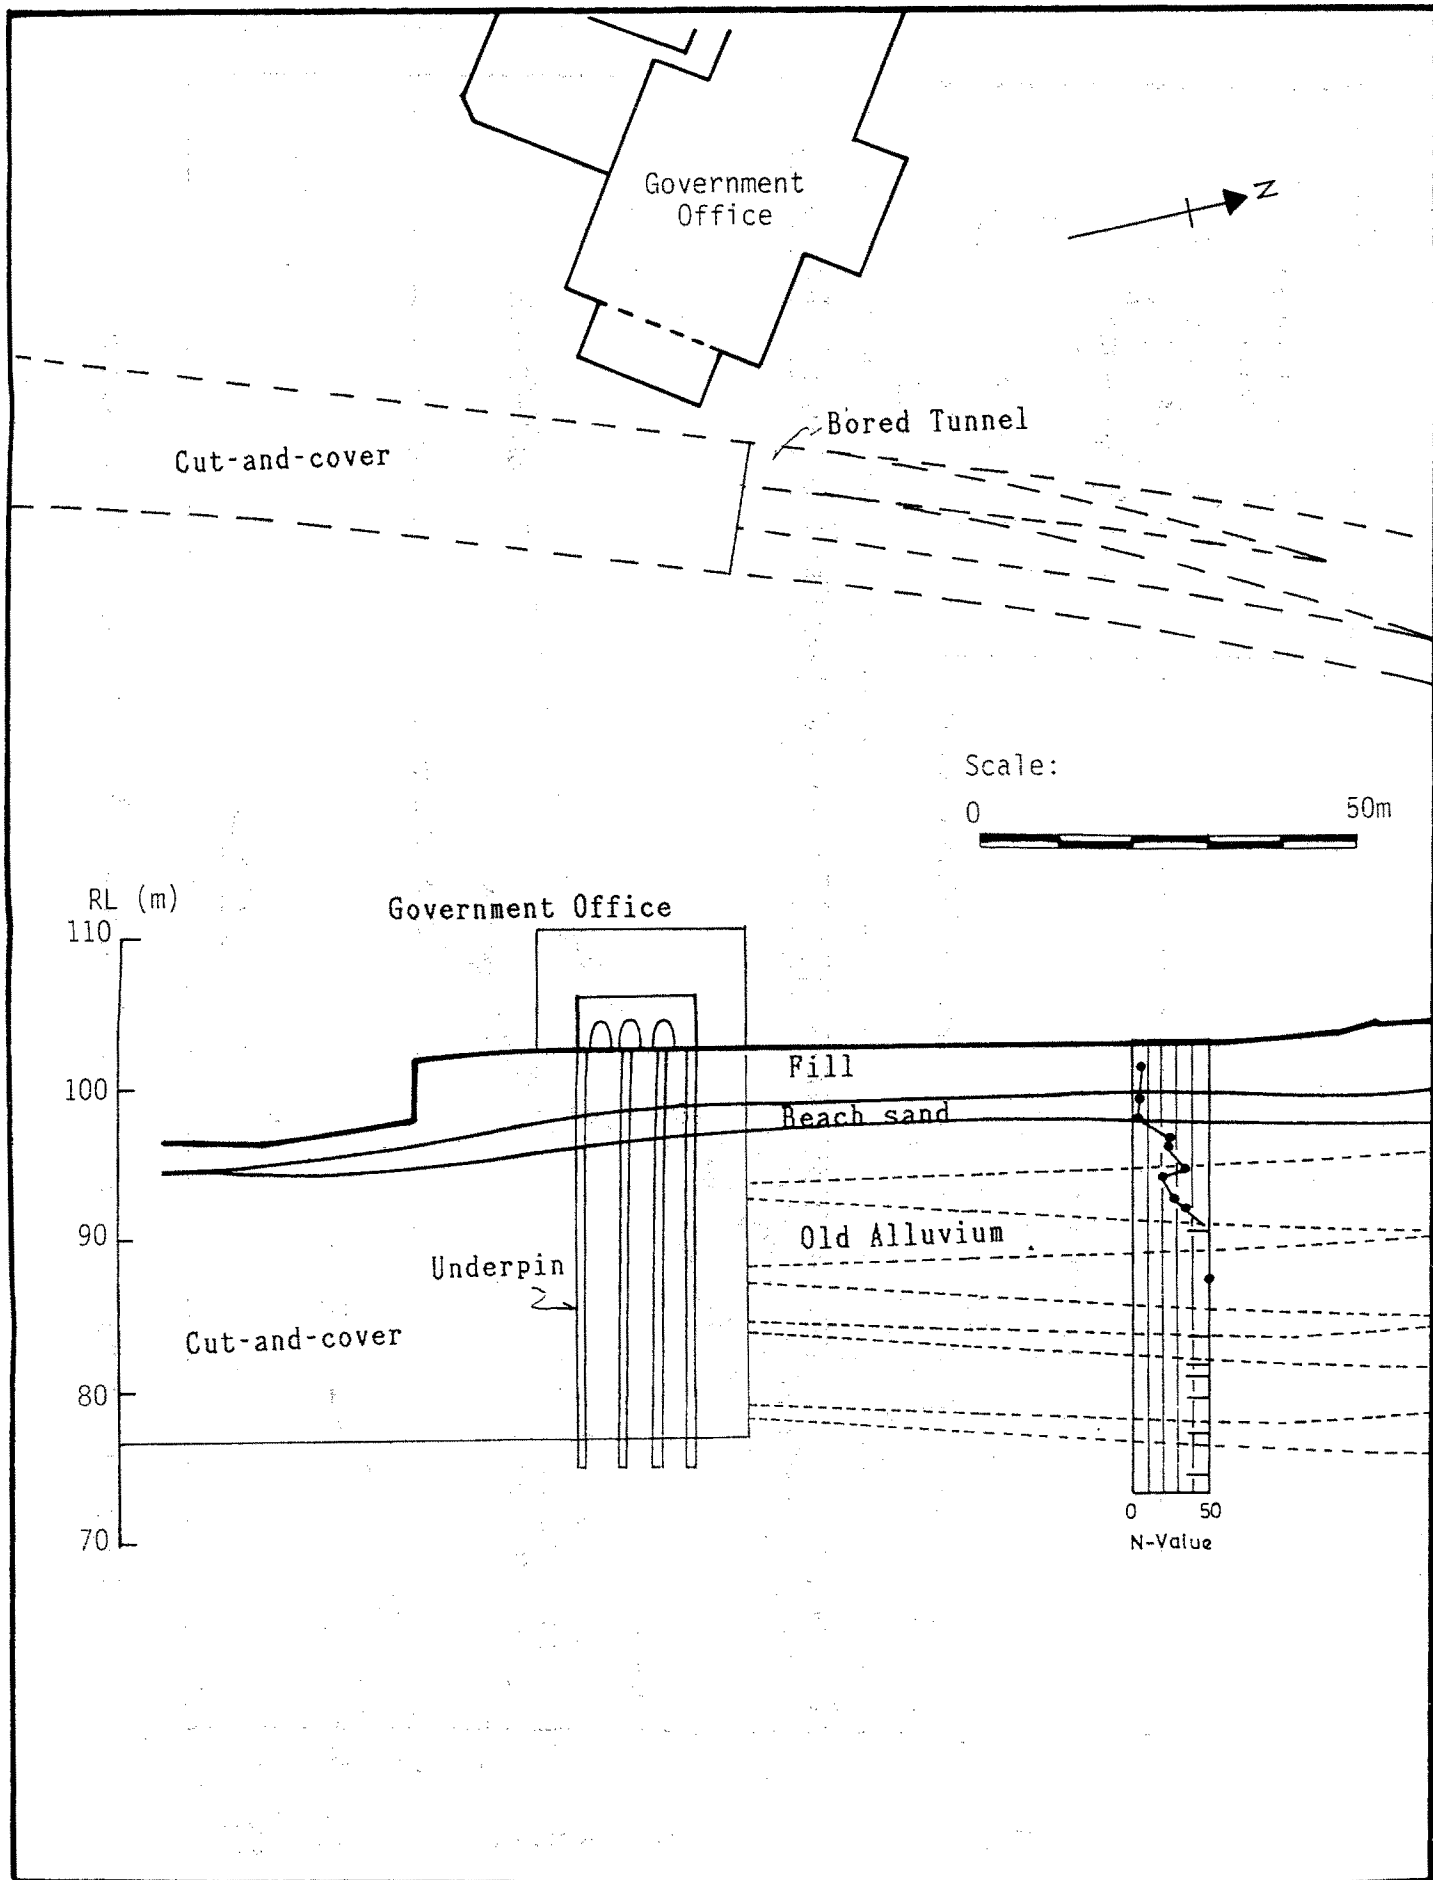 Government
Office
N
Bored Tunnel
Cut-and-cover
Scale:
0 50m
RL (m)
Government Office
110
100
Fill
Beach sand
90
Old Alluvium
Underpin
Cut-and-cover
80
70
0 50
N-Value